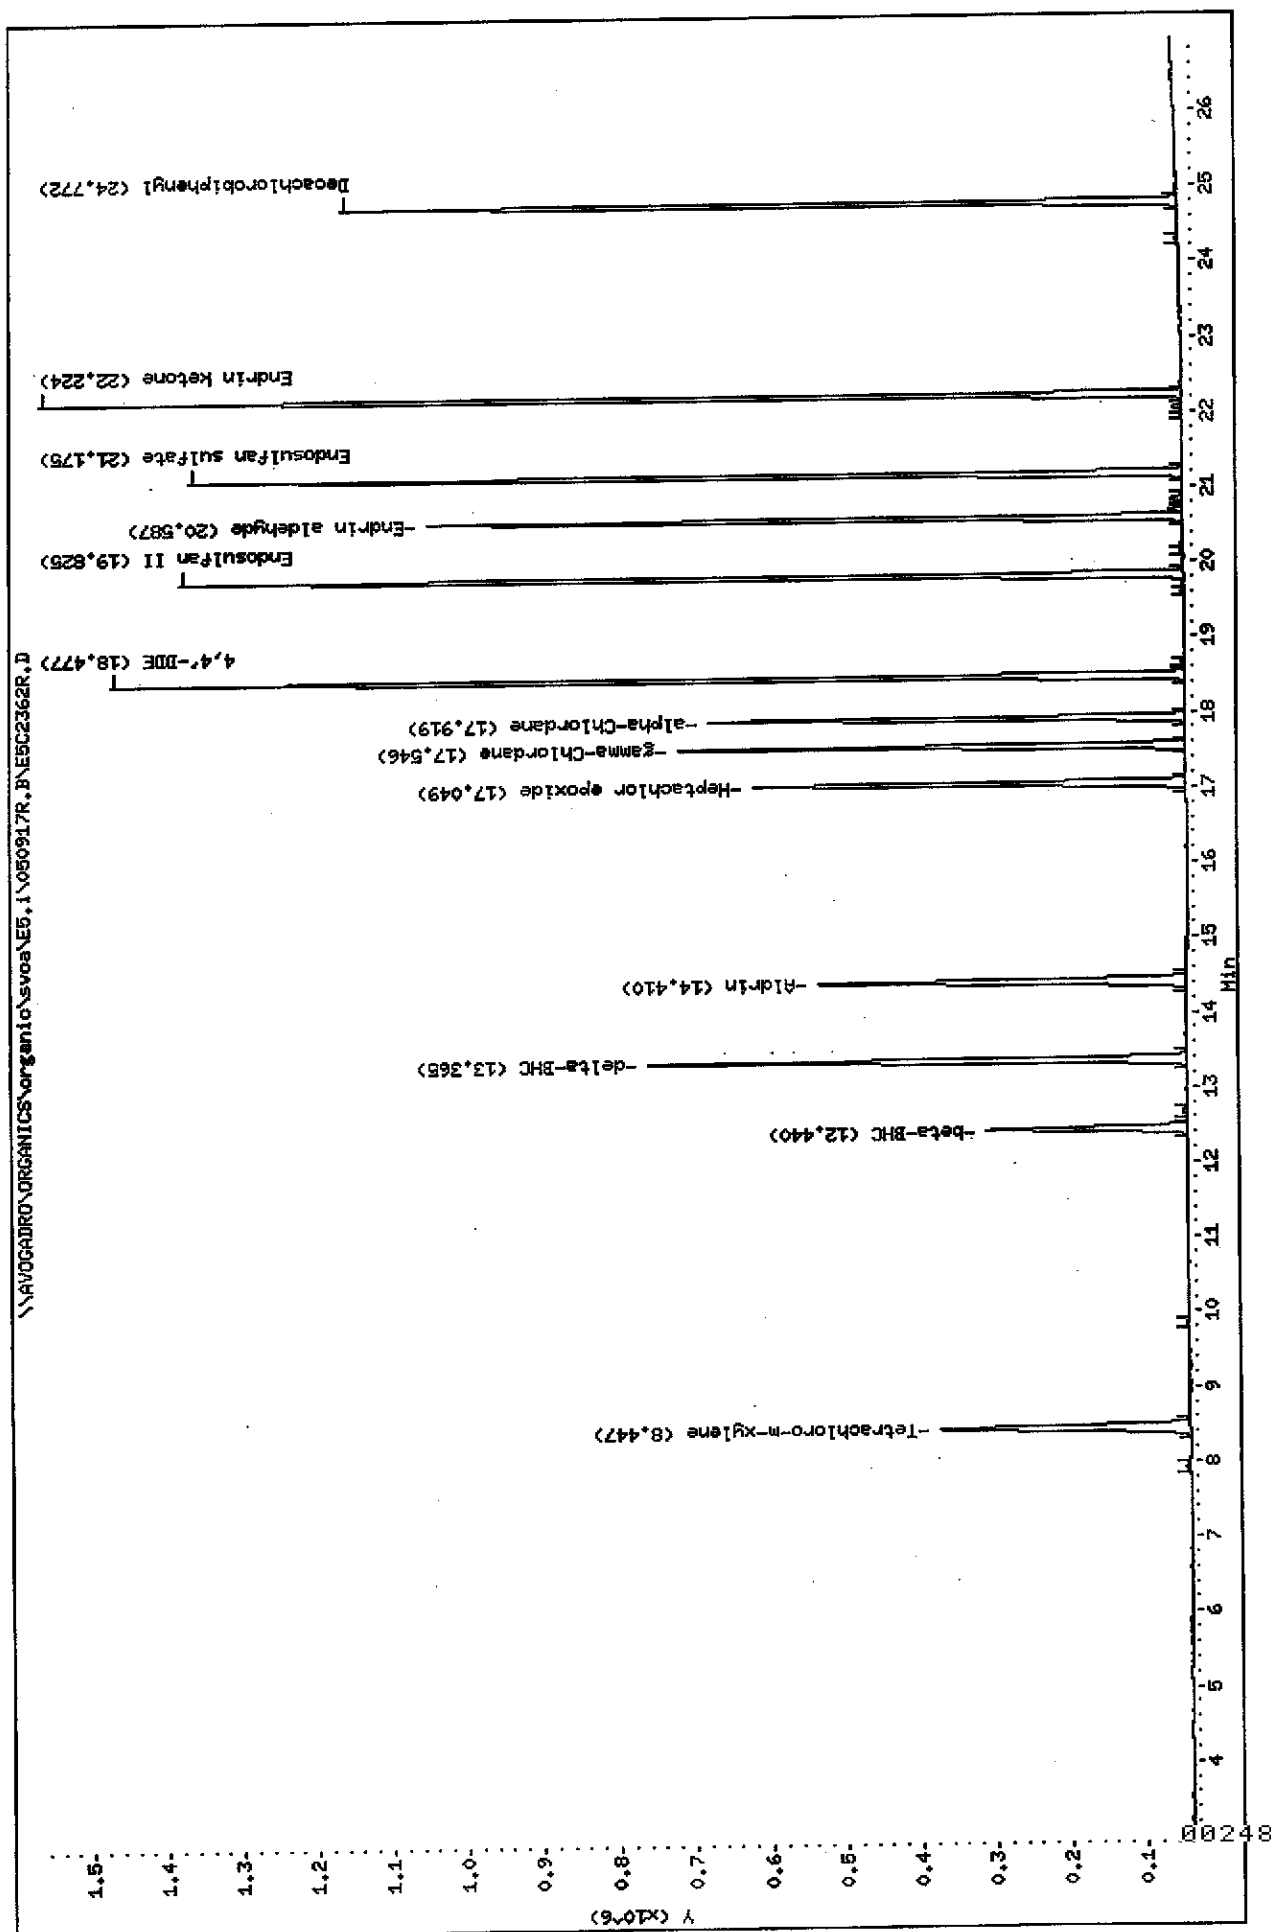 \\AVOGADRO\ORGANICS\organic\svoa\E5.i\050917R.B\E5C2362R.D
Y (x10^6)
1.5-
1.4-
1.3-
1.2-
1.1-
1.0-
0.9-
0.8-
0.7-
0.6-
0.5-
0.4-
0.3-
0.2-
0.1-
-Tetrachloro-m-xylene (8.447)
-beta-BHC (12.440)
-delta-BHC (13.365)
-Aldrin (14.410)
-Heptachlor epoxide (17.049)
-gamma-Chlordane (17.546)
-alpha-Chlordane (17.919)
4,4'-DDE (18.477)
Endosulfan II (19.825)
-Endrin aldehyde (20.587)
Endosulfan sulfate (21.175)
Endrin ketone (22.224)
Decachlorobiphenyl (24.772)
4 5 6 7 8 9 10 11 12 13 14 15 16 17 18 19 20 21 22 23 24 25 26
Min
00248